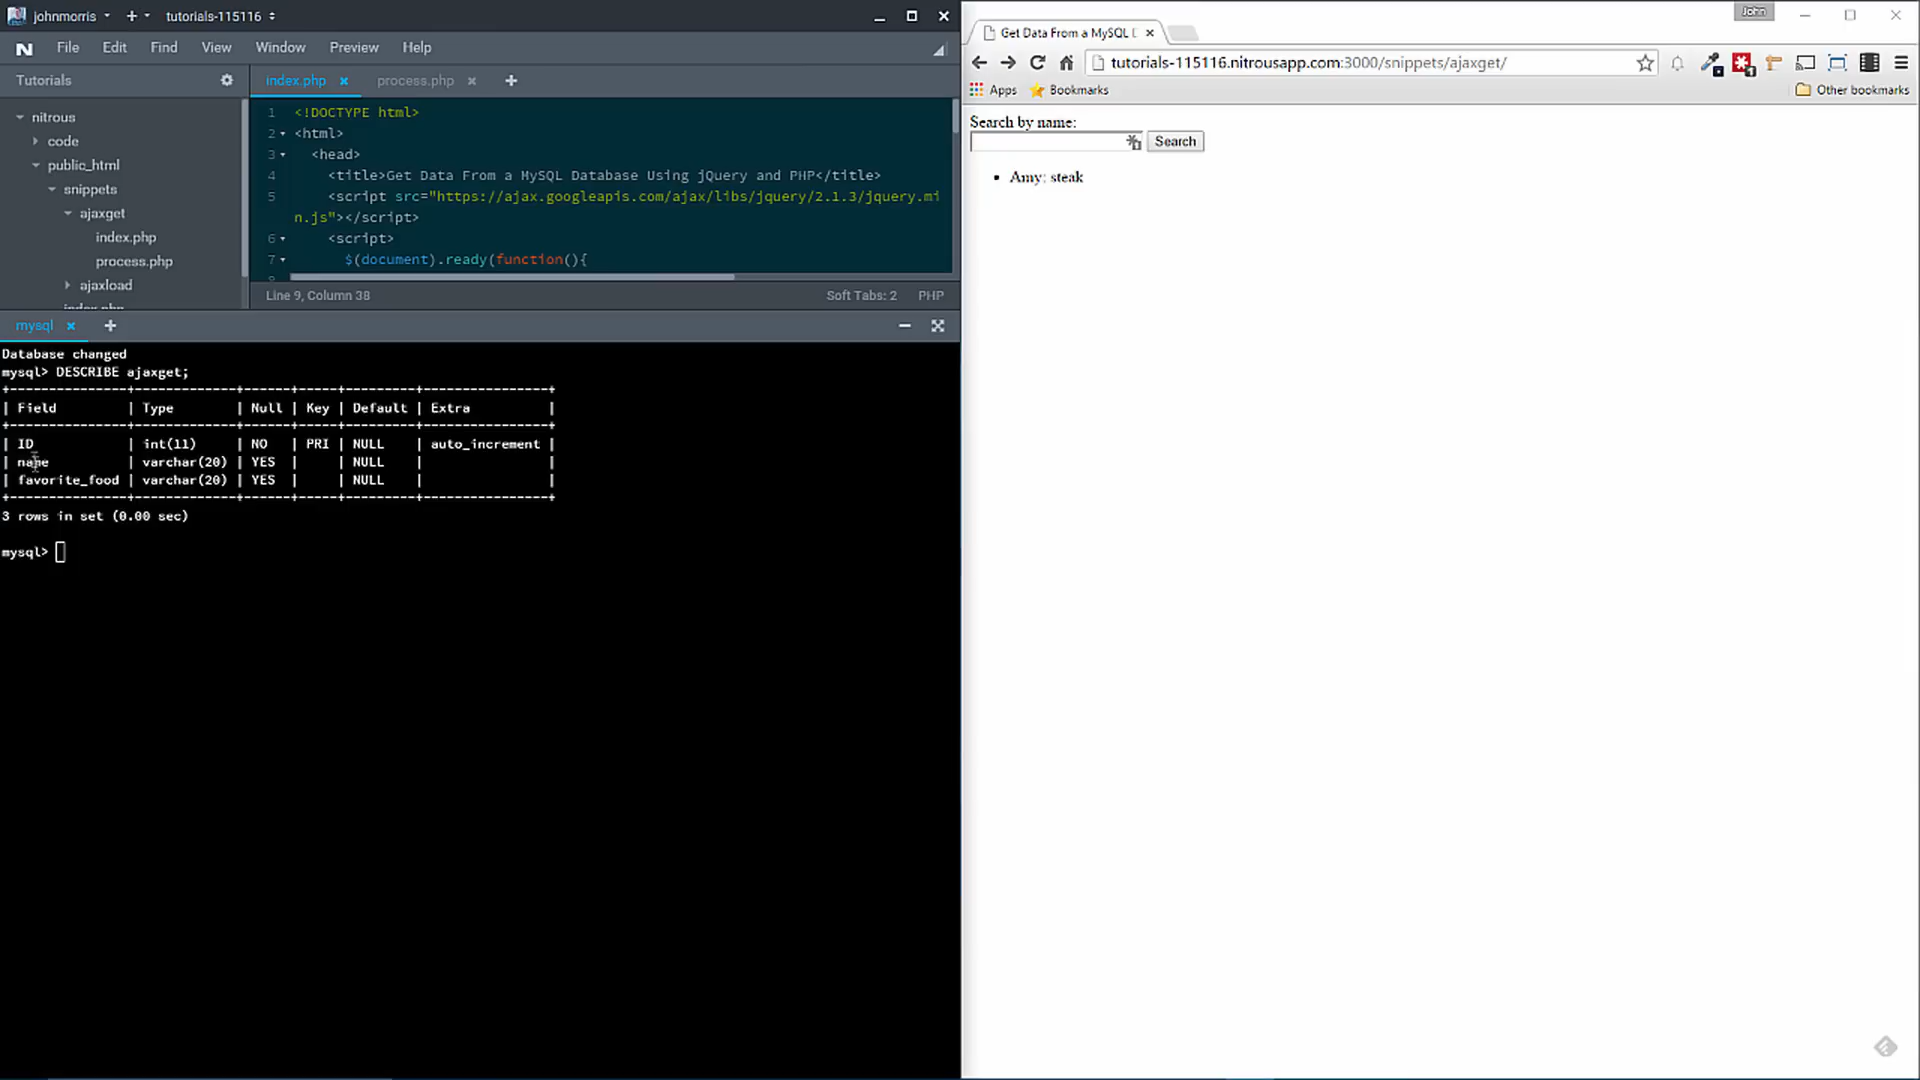 johnmorris
+
tutorials-115116
File Edit Find View Window Preview Help
Tutorials
nitrous
code
public_html
snippets
ajaxget
index.php
process.php
ajaxload
index.php × process.php × +
1 <!DOCTYPE html>
2 <html>
3 <head>
4 <title>Get Data From a MySQL Database Using jQuery and PHP</title>
5 <script src="https://ajax.googleapis.com/ajax/libs/jquery/2.1.3/jquery.mi
n.js"></script>
6 <script>
7 $(document).ready(function(){
Line 9, Column 38 Soft Tabs: 2 PHP
mysql × +
Database changed
mysql> DESCRIBE ajaxget;
+---------------+-------------+------+-----+---------+----------------+
| Field | Type | Null | Key | Default | Extra |
+---------------+-------------+------+-----+---------+----------------+
| ID | int(11) | NO | PRI | NULL | auto_increment |
| name | varchar(20) | YES | | NULL | |
| favorite_food | varchar(20) | YES | | NULL | |
+---------------+-------------+------+-----+---------+----------------+
3 rows in set (0.00 sec)
mysql>
John
Get Data From a MySQL D
tutorials-115116.nitrousapp.com:3000/snippets/ajaxget/
Apps Bookmarks Other bookmarks
Search by name:
Search
• Amy: steak